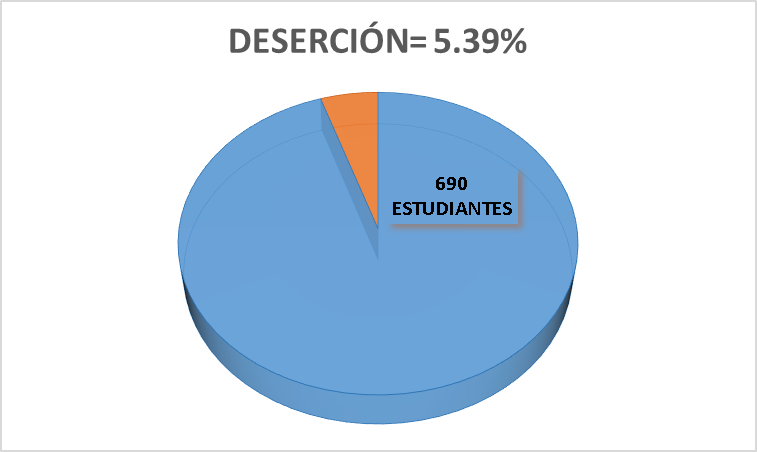 DESERCIÓN= 5.39%
690
ESTUDIANTES